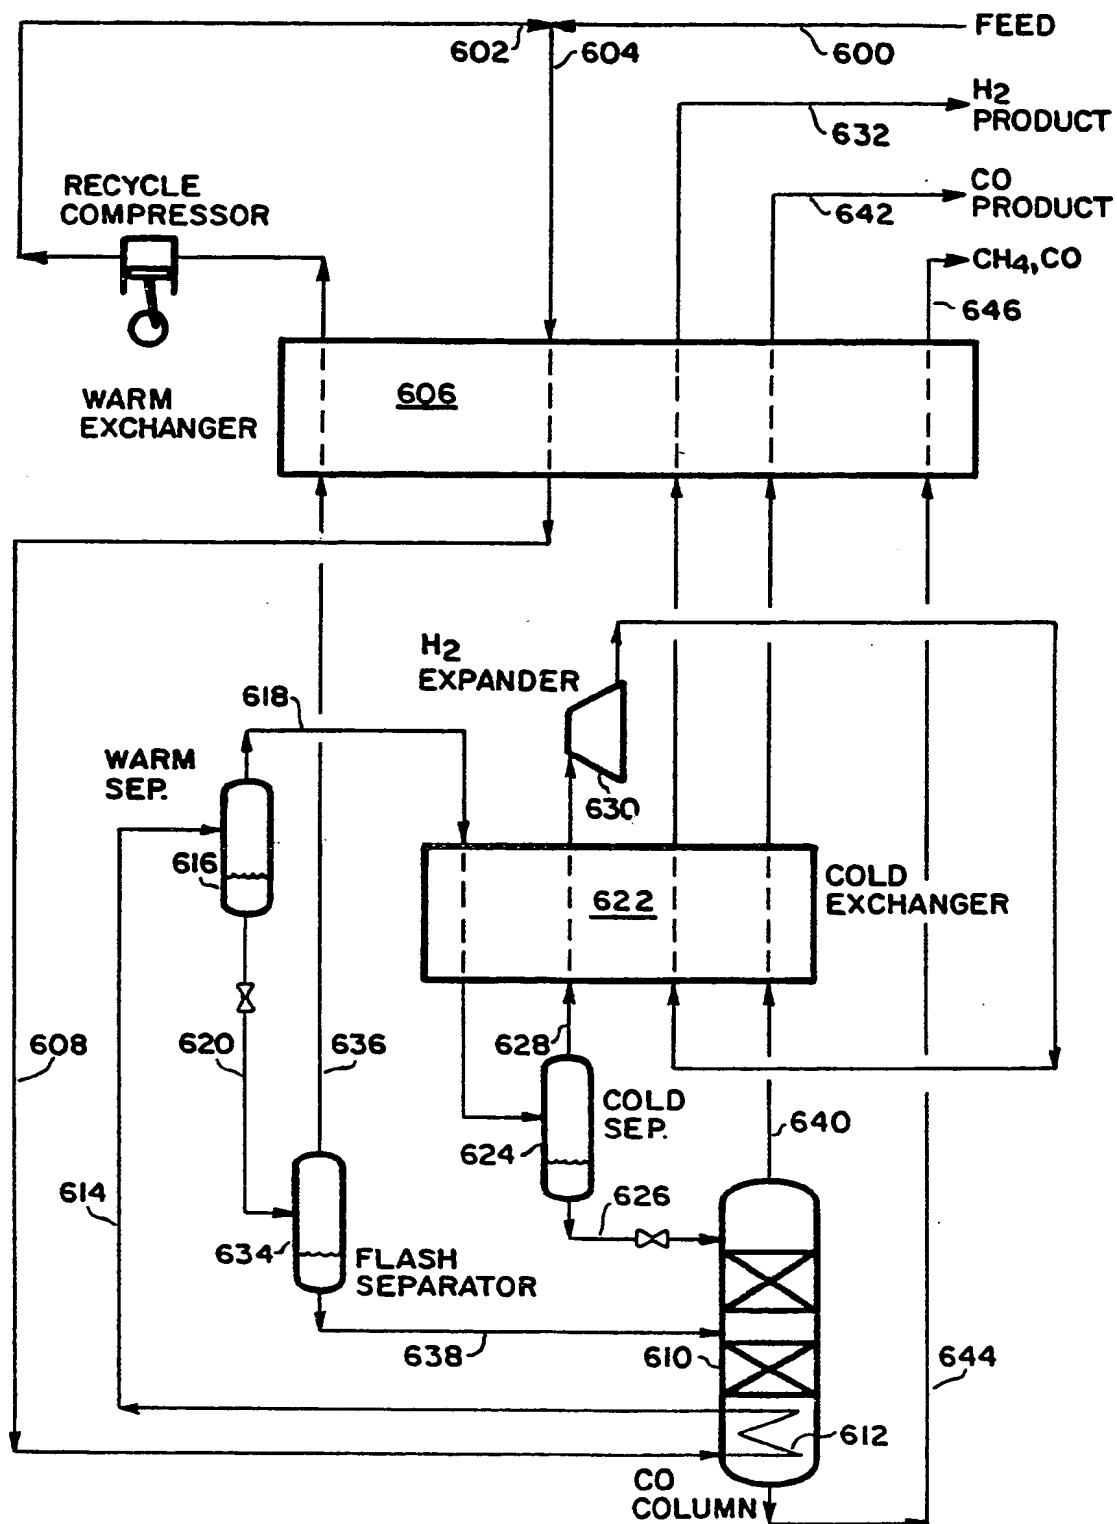 FEED
602
604
600
H2
PRODUCT
632
CO
PRODUCT
642
RECYCLE
COMPRESSOR
CH4,CO
646
606
WARM
EXCHANGER
H2
EXPANDER
618
WARM
SEP.
630
616
COLD
EXCHANGER
622
608
620
636
628
COLD
SEP.
640
624
614
626
634
FLASH
SEPARATOR
638
610
644
612
CO
COLUMN